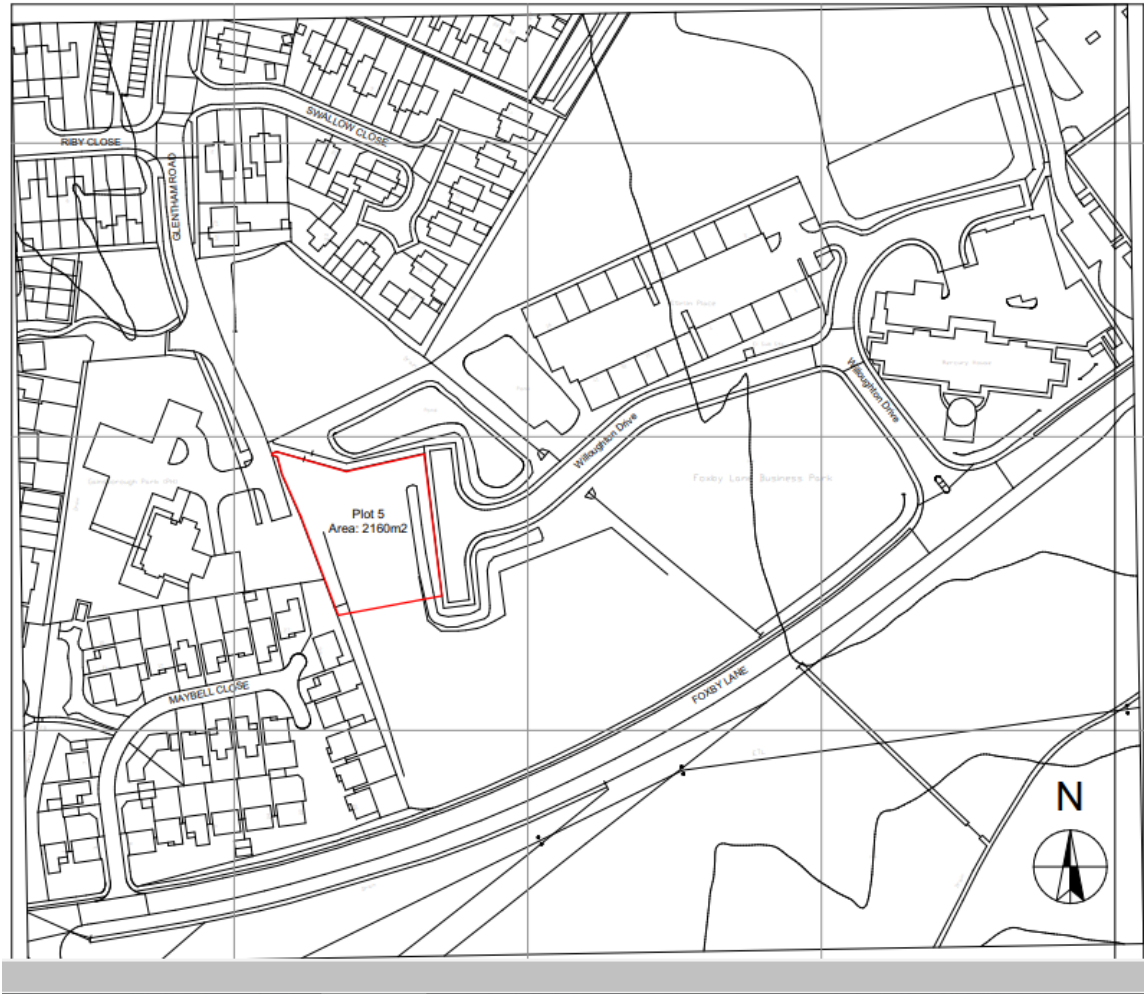 SWALLOW CLOSE
RIBY CLOSE
GLENTHAM ROAD
Willoughton Drive
Willoughton Drive
Foxby Lane Business Park
Plot 5
Area: 2160m2
FOXBY LANE
MAYBELL CLOSE
N